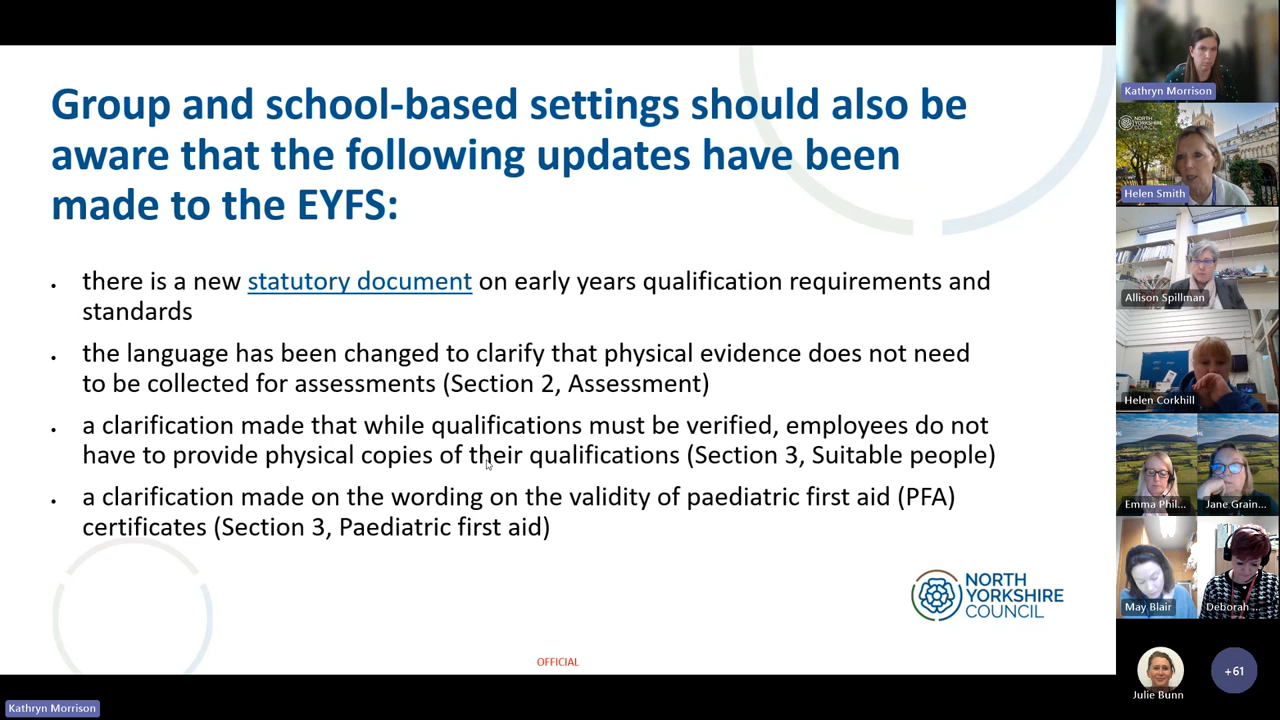 Group and school-based settings should also be
aware that the following updates have been
made to the EYFS:
• there is a new statutory document on early years qualification requirements and
standards
• the language has been changed to clarify that physical evidence does not need
to be collected for assessments (Section 2, Assessment)
• a clarification made that while qualifications must be verified, employees do not
have to provide physical copies of their qualifications (Section 3, Suitable people)
• a clarification made on the wording on the validity of paediatric first aid (PFA)
certificates (Section 3, Paediatric first aid)
NORTH
YORKSHIRE
COUNCIL
OFFICIAL
Kathryn Morrison
Kathryn Morrison
NORTH
YORKSHIRE
COUNCIL
Helen Smith
Allison Spillman
Helen Corkhill
Emma Phil...
Jane Grain...
May Blair
Deborah ...
Julie Bunn
+61